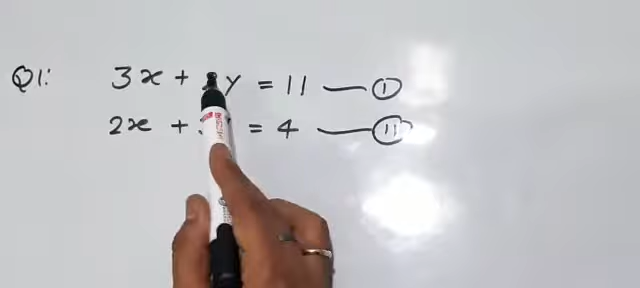 Q1: 3x + y = 11 — ①
2x + = 4 — ⑪